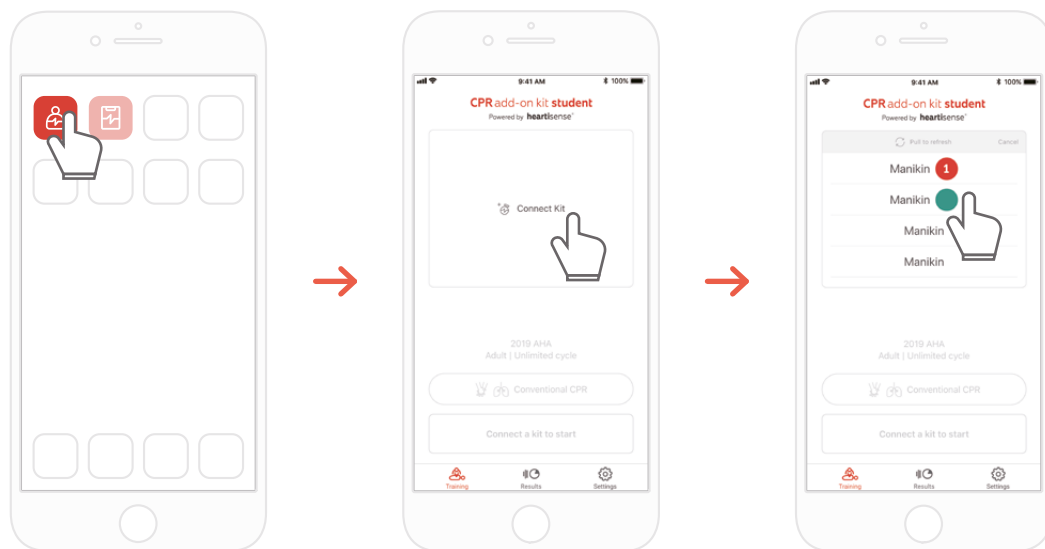 9:41 AM
100%
CPR add-on kit student
Powered by heartisense
Connect Kit
2019 AHA
Adult | Unlimited cycle
Conventional CPR
Connect a kit to start
Training
Results
Settings
9:41 AM
100%
CPR add-on kit student
Powered by heartisense
Pull to refresh
Cancel
Manikin 1
Manikin
Manikin
Manikin
2019 AHA
Adult | Unlimited cycle
Conventional CPR
Connect a kit to start
Training
Results
Settings